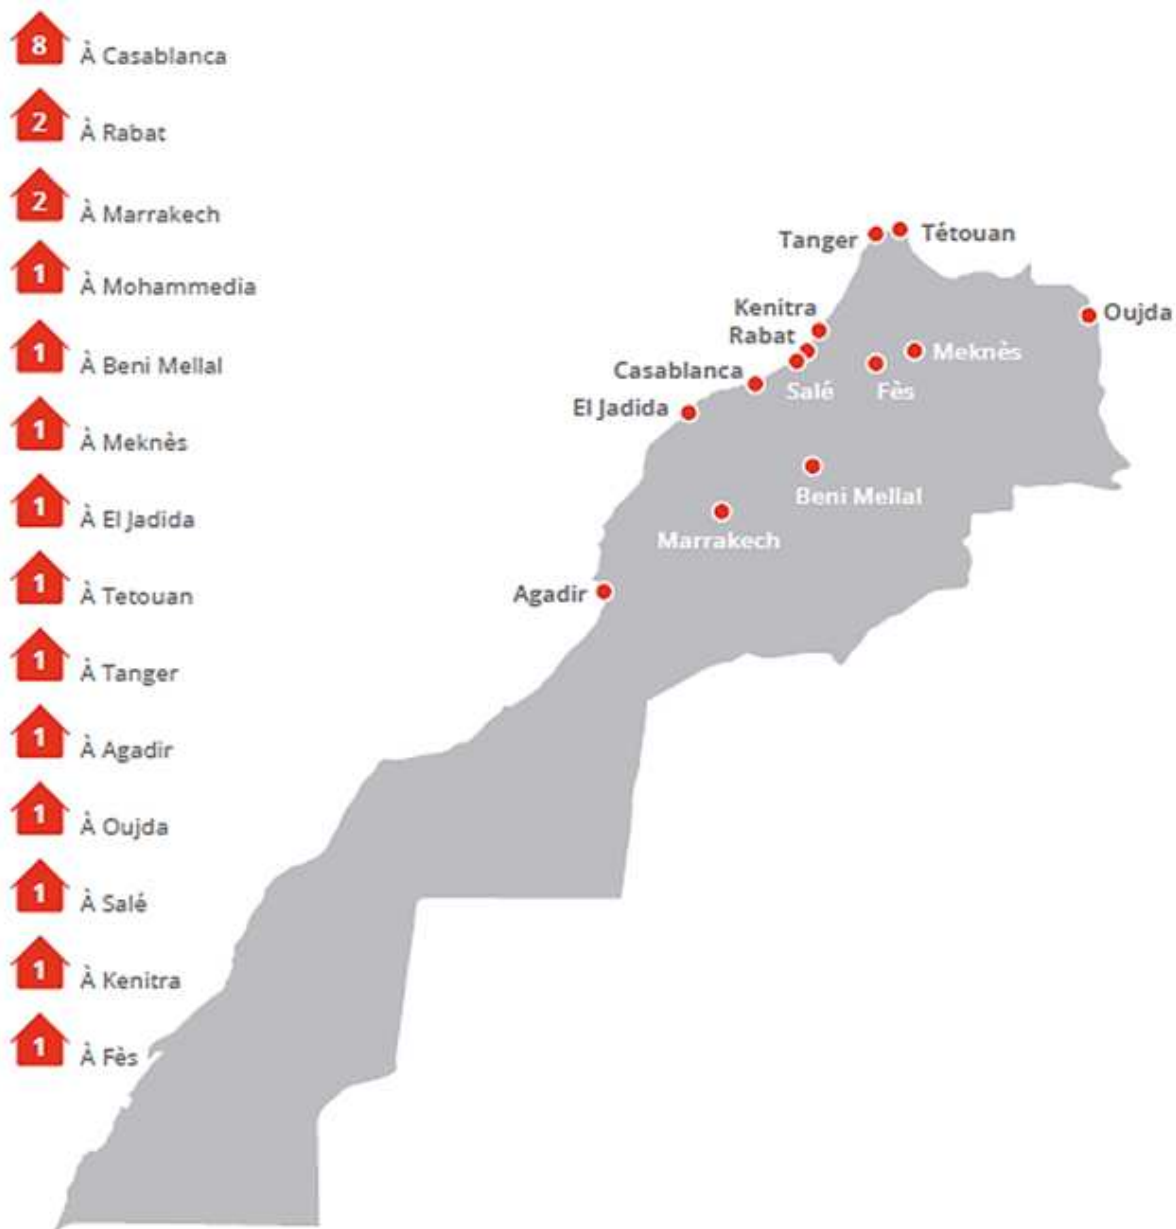 8 À Casablanca
2 À Rabat
2 À Marrakech
1 À Mohammedia
1 À Beni Mellal
1 À Meknès
1 À El Jadida
1 À Tetouan
1 À Tanger
1 À Agadir
1 À Oujda
1 À Salé
1 À Kenitra
1 À Fès
Tanger
Tétouan
Kenitra
Oujda
Rabat
Meknès
Casablanca
Salé
Fès
El Jadida
Beni Mellal
Marrakech
Agadir